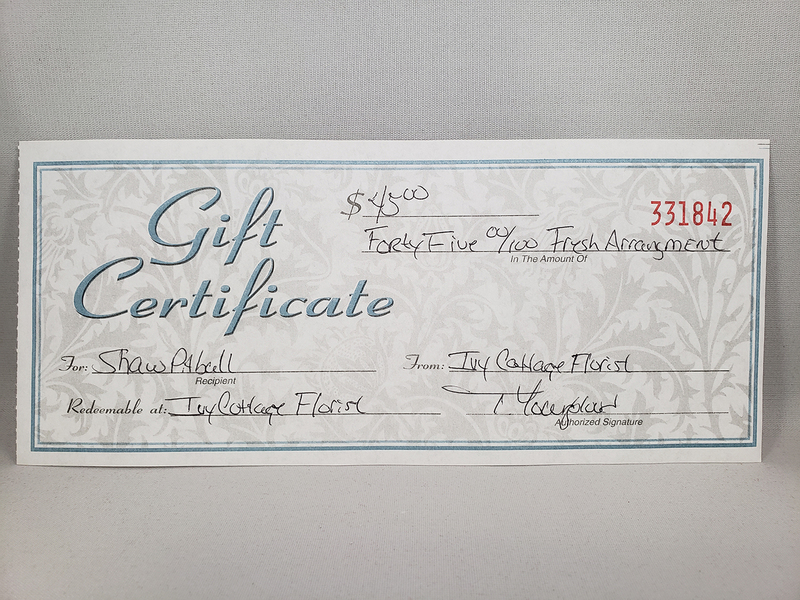 Gift
Certificate
$ 45.00
331842
Forty Five 00/100 Fresh Arrangment
In The Amount Of
For: Shaw Pitbull
Recipient
From: Ivy Cottage Florist
Redeemable at: Ivy Cottage Florist
Authorized Signature